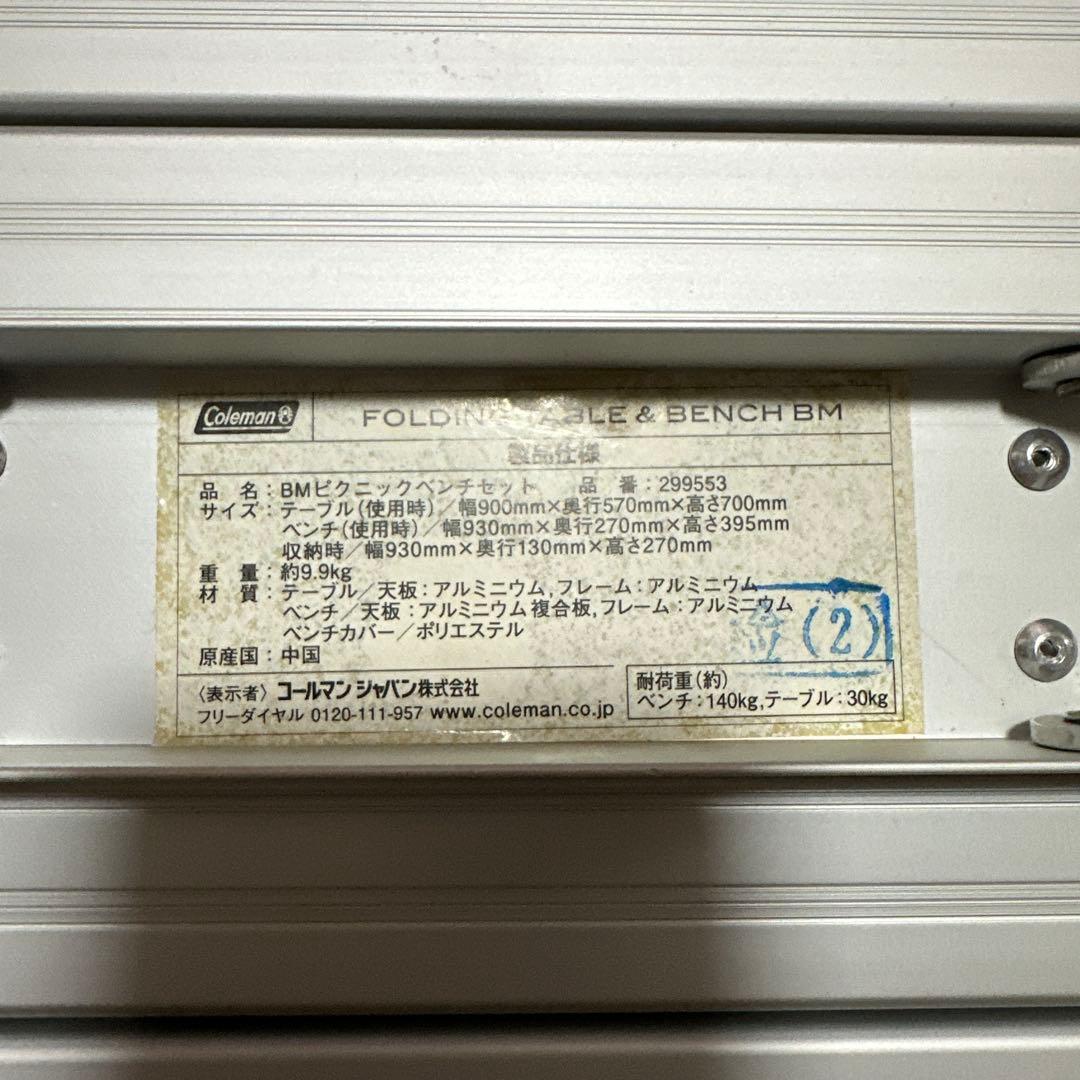 Coleman
FOLDING TABLE & BENCH BM
製品仕様
品 名：BMピクニックベンチセット 品 番：299553
サイズ：テーブル(使用時)／幅900mm×奥行570mm×高さ700mm
ベンチ(使用時)／幅930mm×奥行270mm×高さ395mm
収納時／幅930mm×奥行130mm×高さ270mm
重 量：約9.9kg
材 質：テーブル／天板：アルミニウム,フレーム：アルミニウム
ベンチ／天板：アルミニウム複合板,フレーム：アルミニウム
ベンチカバー／ポリエステル
(2)
原産国：中国
〈表示者〉コールマン ジャパン株式会社
フリーダイヤル 0120-111-957 www.coleman.co.jp
耐荷重(約)
ベンチ：140kg,テーブル：30kg